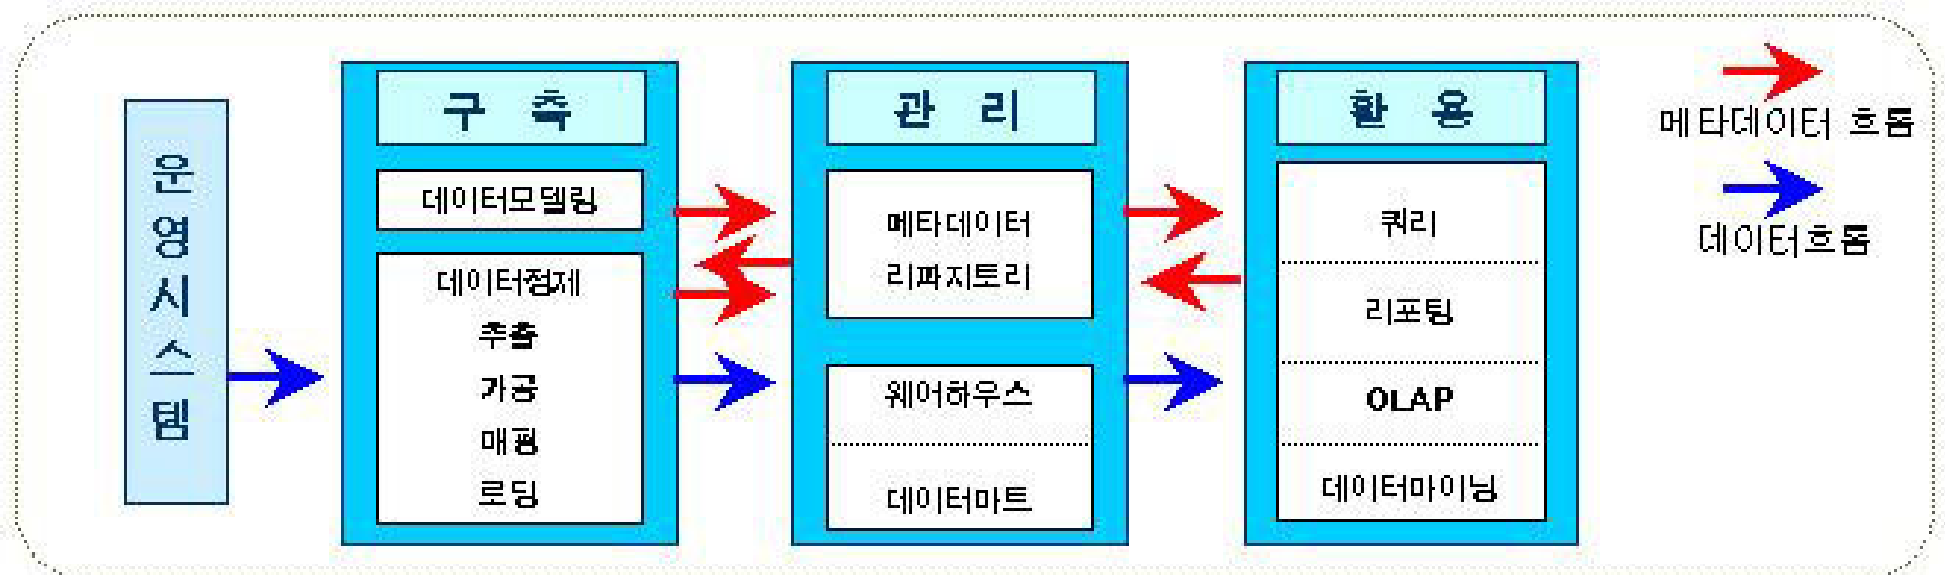 운영시스템
구 축
데이터모델링
데이터정제
추출
가공
매핑
로딩
관 리
메타데이터
리파지토리
웨어하우스
데이터마트
활 용
쿼리
리포팅
OLAP
데이터마이닝
메타데이터 흐름
데이터흐름